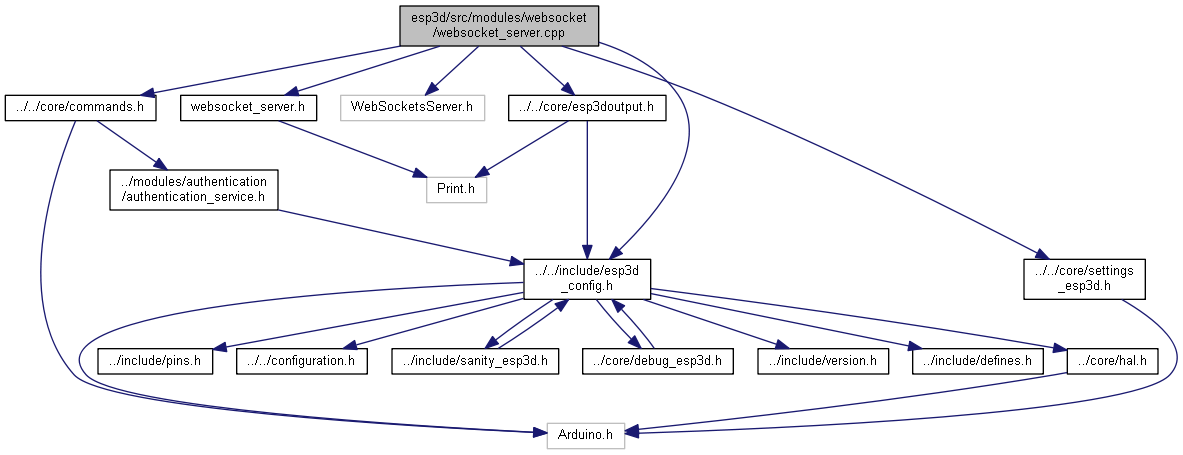 esp3d/src/modules/websocket
/websocket_server.cpp
../../core/commands.h
websocket_server.h
WebSocketsServer.h
../../core/esp3doutput.h
../modules/authentication
/authentication_service.h
Print.h
../../include/esp3d
_config.h
../../core/settings
_esp3d.h
../include/pins.h
../../configuration.h
../include/sanity_esp3d.h
../core/debug_esp3d.h
../include/version.h
../include/defines.h
../core/hal.h
Arduino.h